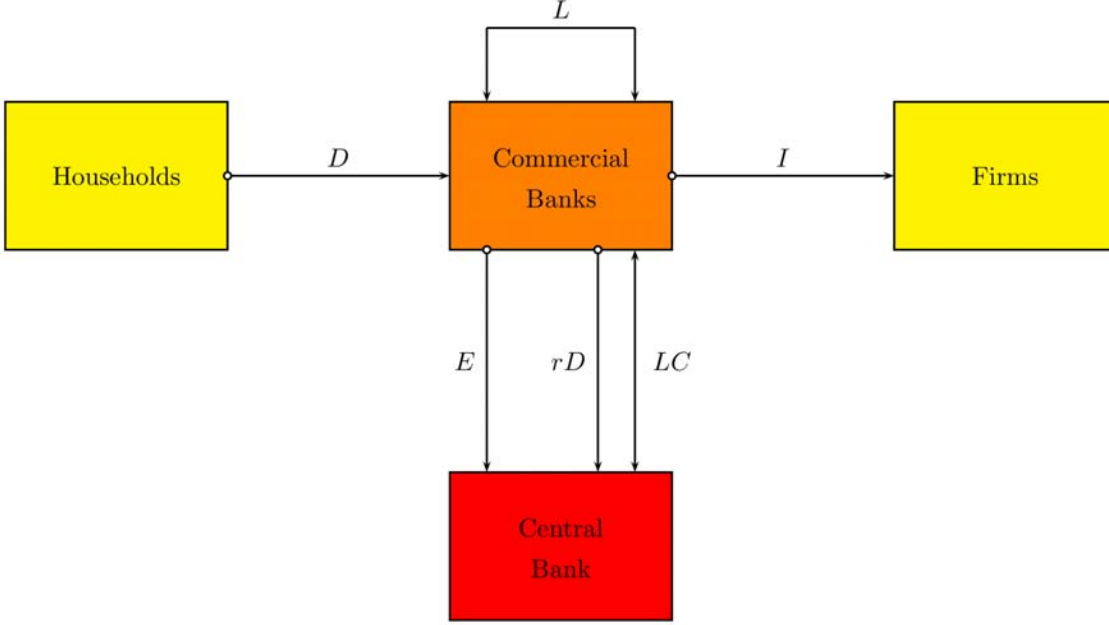 L
Households
D
Commercial
Banks
I
Firms
E
rD
LC
Central
Bank